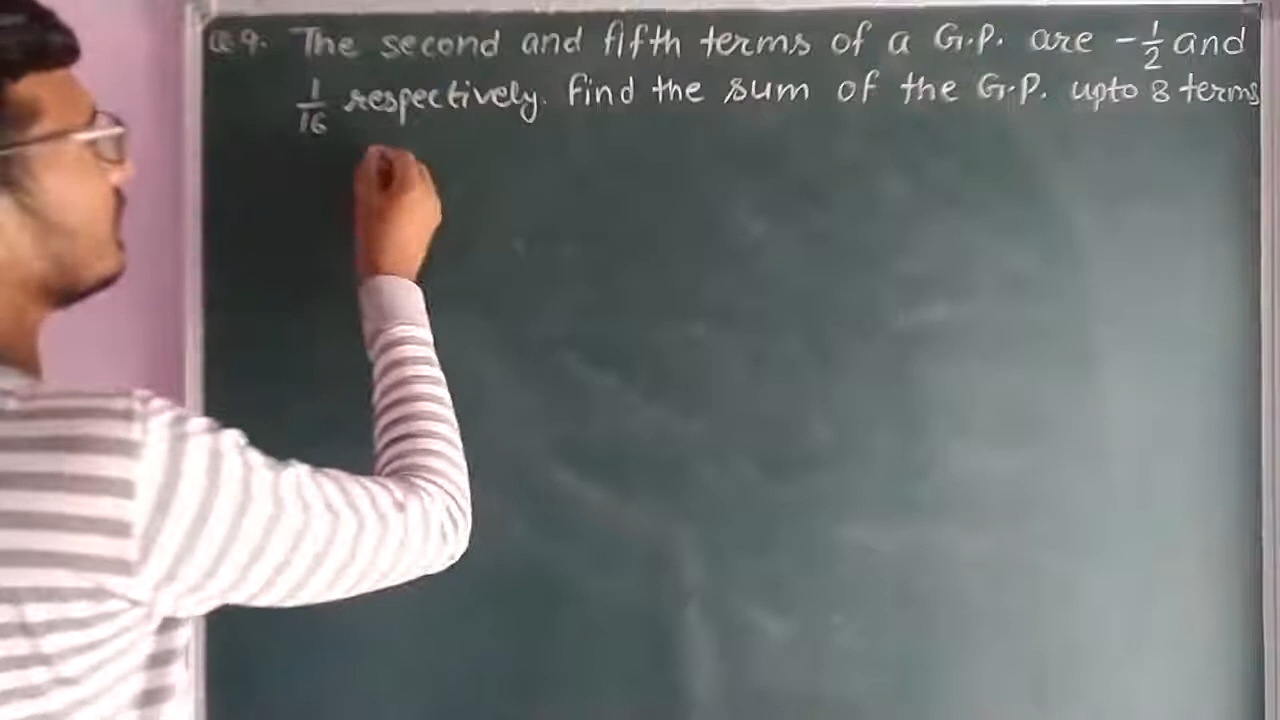 Q.9. The second and fifth terms of a G.P. are -1/2 and
1/16 respectively. Find the sum of the G.P. upto 8 terms